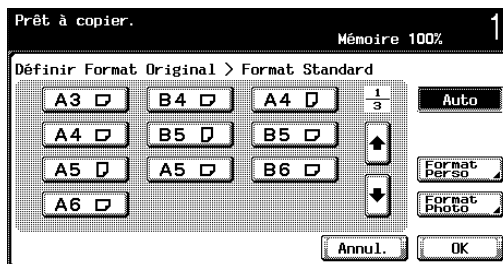 Prêt à copier.
1
Mémoire 100%
Définir Format Original > Format Standard
A3 B4 A4 1/3 Auto
A4 B5 B5
A5 A5 B6 Format Perso
A6 Format Photo
Annul. OK